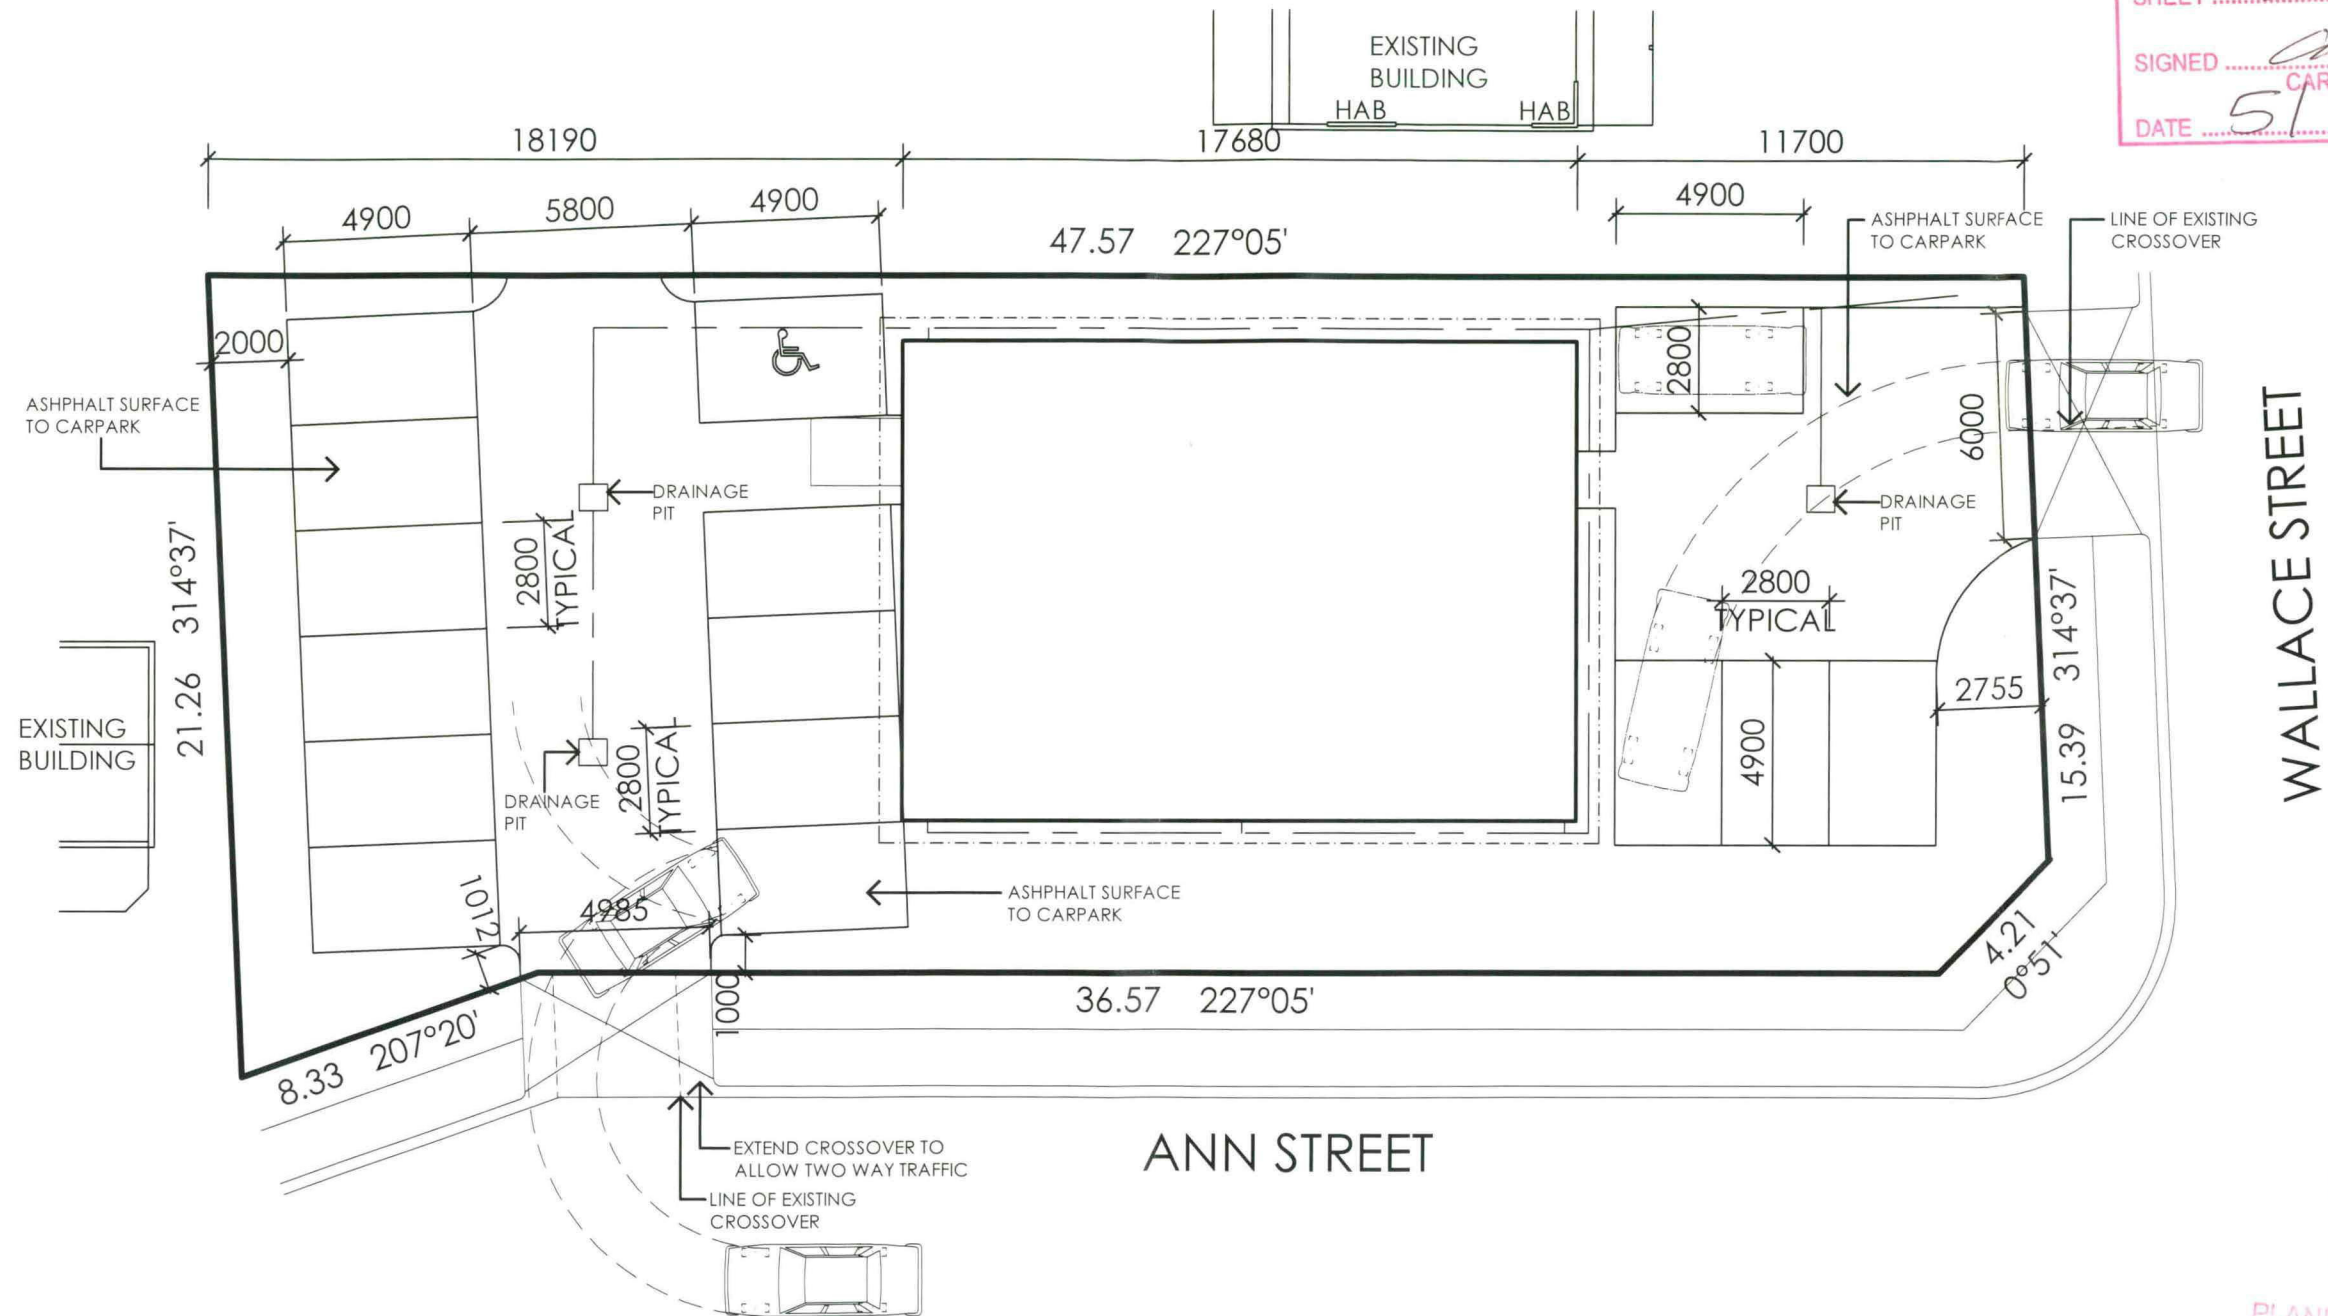 SIGNED
CAR
DATE 51
EXISTING
BUILDING
HAB HAB
18190 17680 11700
4900 5800 4900 4900
47.57 227°05'
ASHPHALT SURFACE
TO CARPARK
LINE OF EXISTING
CROSSOVER
2000
2800
6000
ASHPHALT SURFACE
TO CARPARK
DRAINAGE
PIT
DRAINAGE
PIT
2800
TYPICAL
2800
TYPICAL
21.26 314°37'
EXISTING
BUILDING
2755
4900
15.39 314°37'
WALLACE STREET
DRAINAGE
PIT
2800
TYPICAL
1012
4985
ASHPHALT SURFACE
TO CARPARK
1000
36.57 227°05'
4.21
0°51'
8.33 207°20'
EXTEND CROSSOVER TO
ALLOW TWO WAY TRAFFIC
LINE OF EXISTING
CROSSOVER
ANN STREET